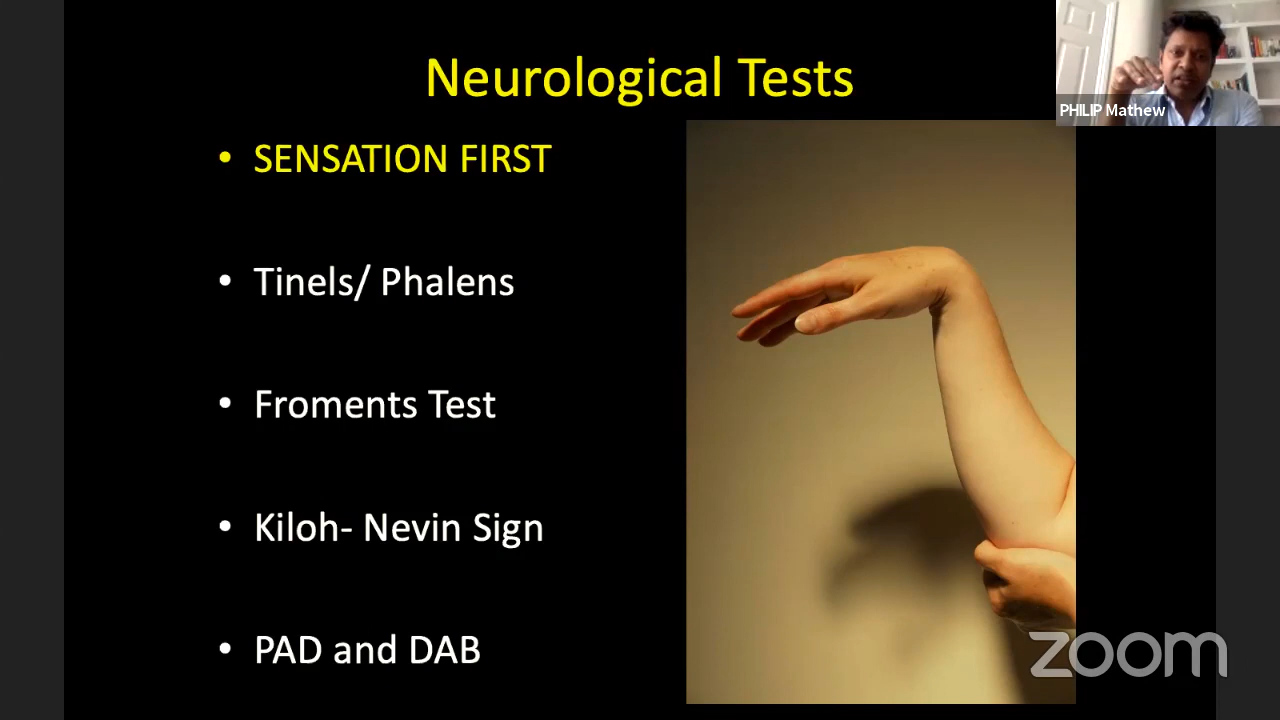 Neurological Tests
PHILIP Mathew
• SENSATION FIRST
• Tinels/ Phalens
• Froments Test
• Kiloh- Nevin Sign
• PAD and DAB
zoom